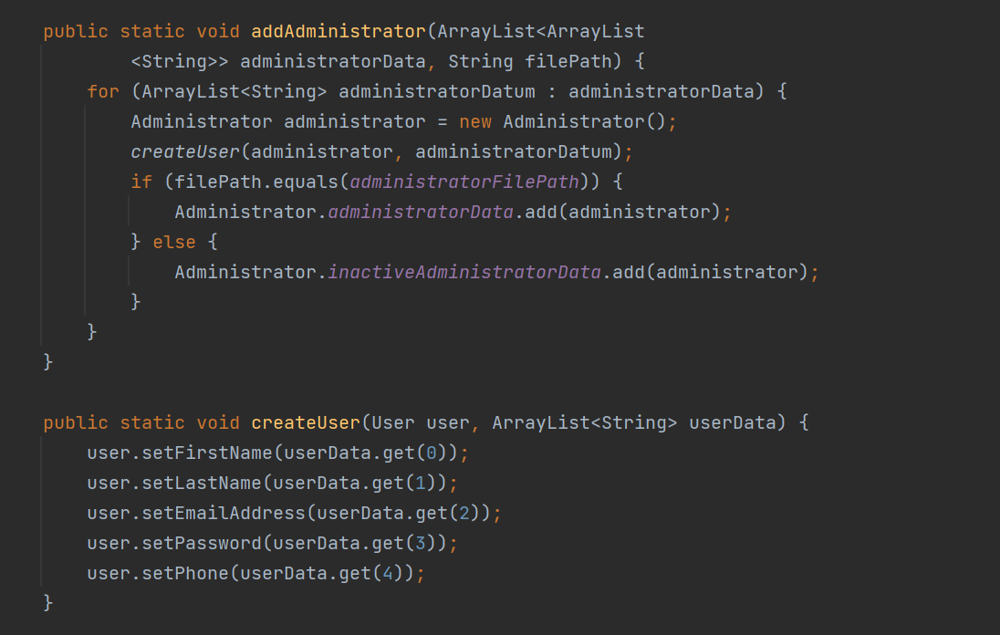 public static void addAdministrator(ArrayList<ArrayList
<String>> administratorData, String filePath) {
for (ArrayList<String> administratorDatum : administratorData) {
Administrator administrator = new Administrator();
createUser(administrator, administratorDatum);
if (filePath.equals(administratorFilePath)) {
Administrator.administratorData.add(administrator);
} else {
Administrator.inactiveAdministratorData.add(administrator);
}
}
}
public static void createUser(User user, ArrayList<String> userData) {
user.setFirstName(userData.get(0));
user.setLastName(userData.get(1));
user.setEmailAddress(userData.get(2));
user.setPassword(userData.get(3));
user.setPhone(userData.get(4));
}